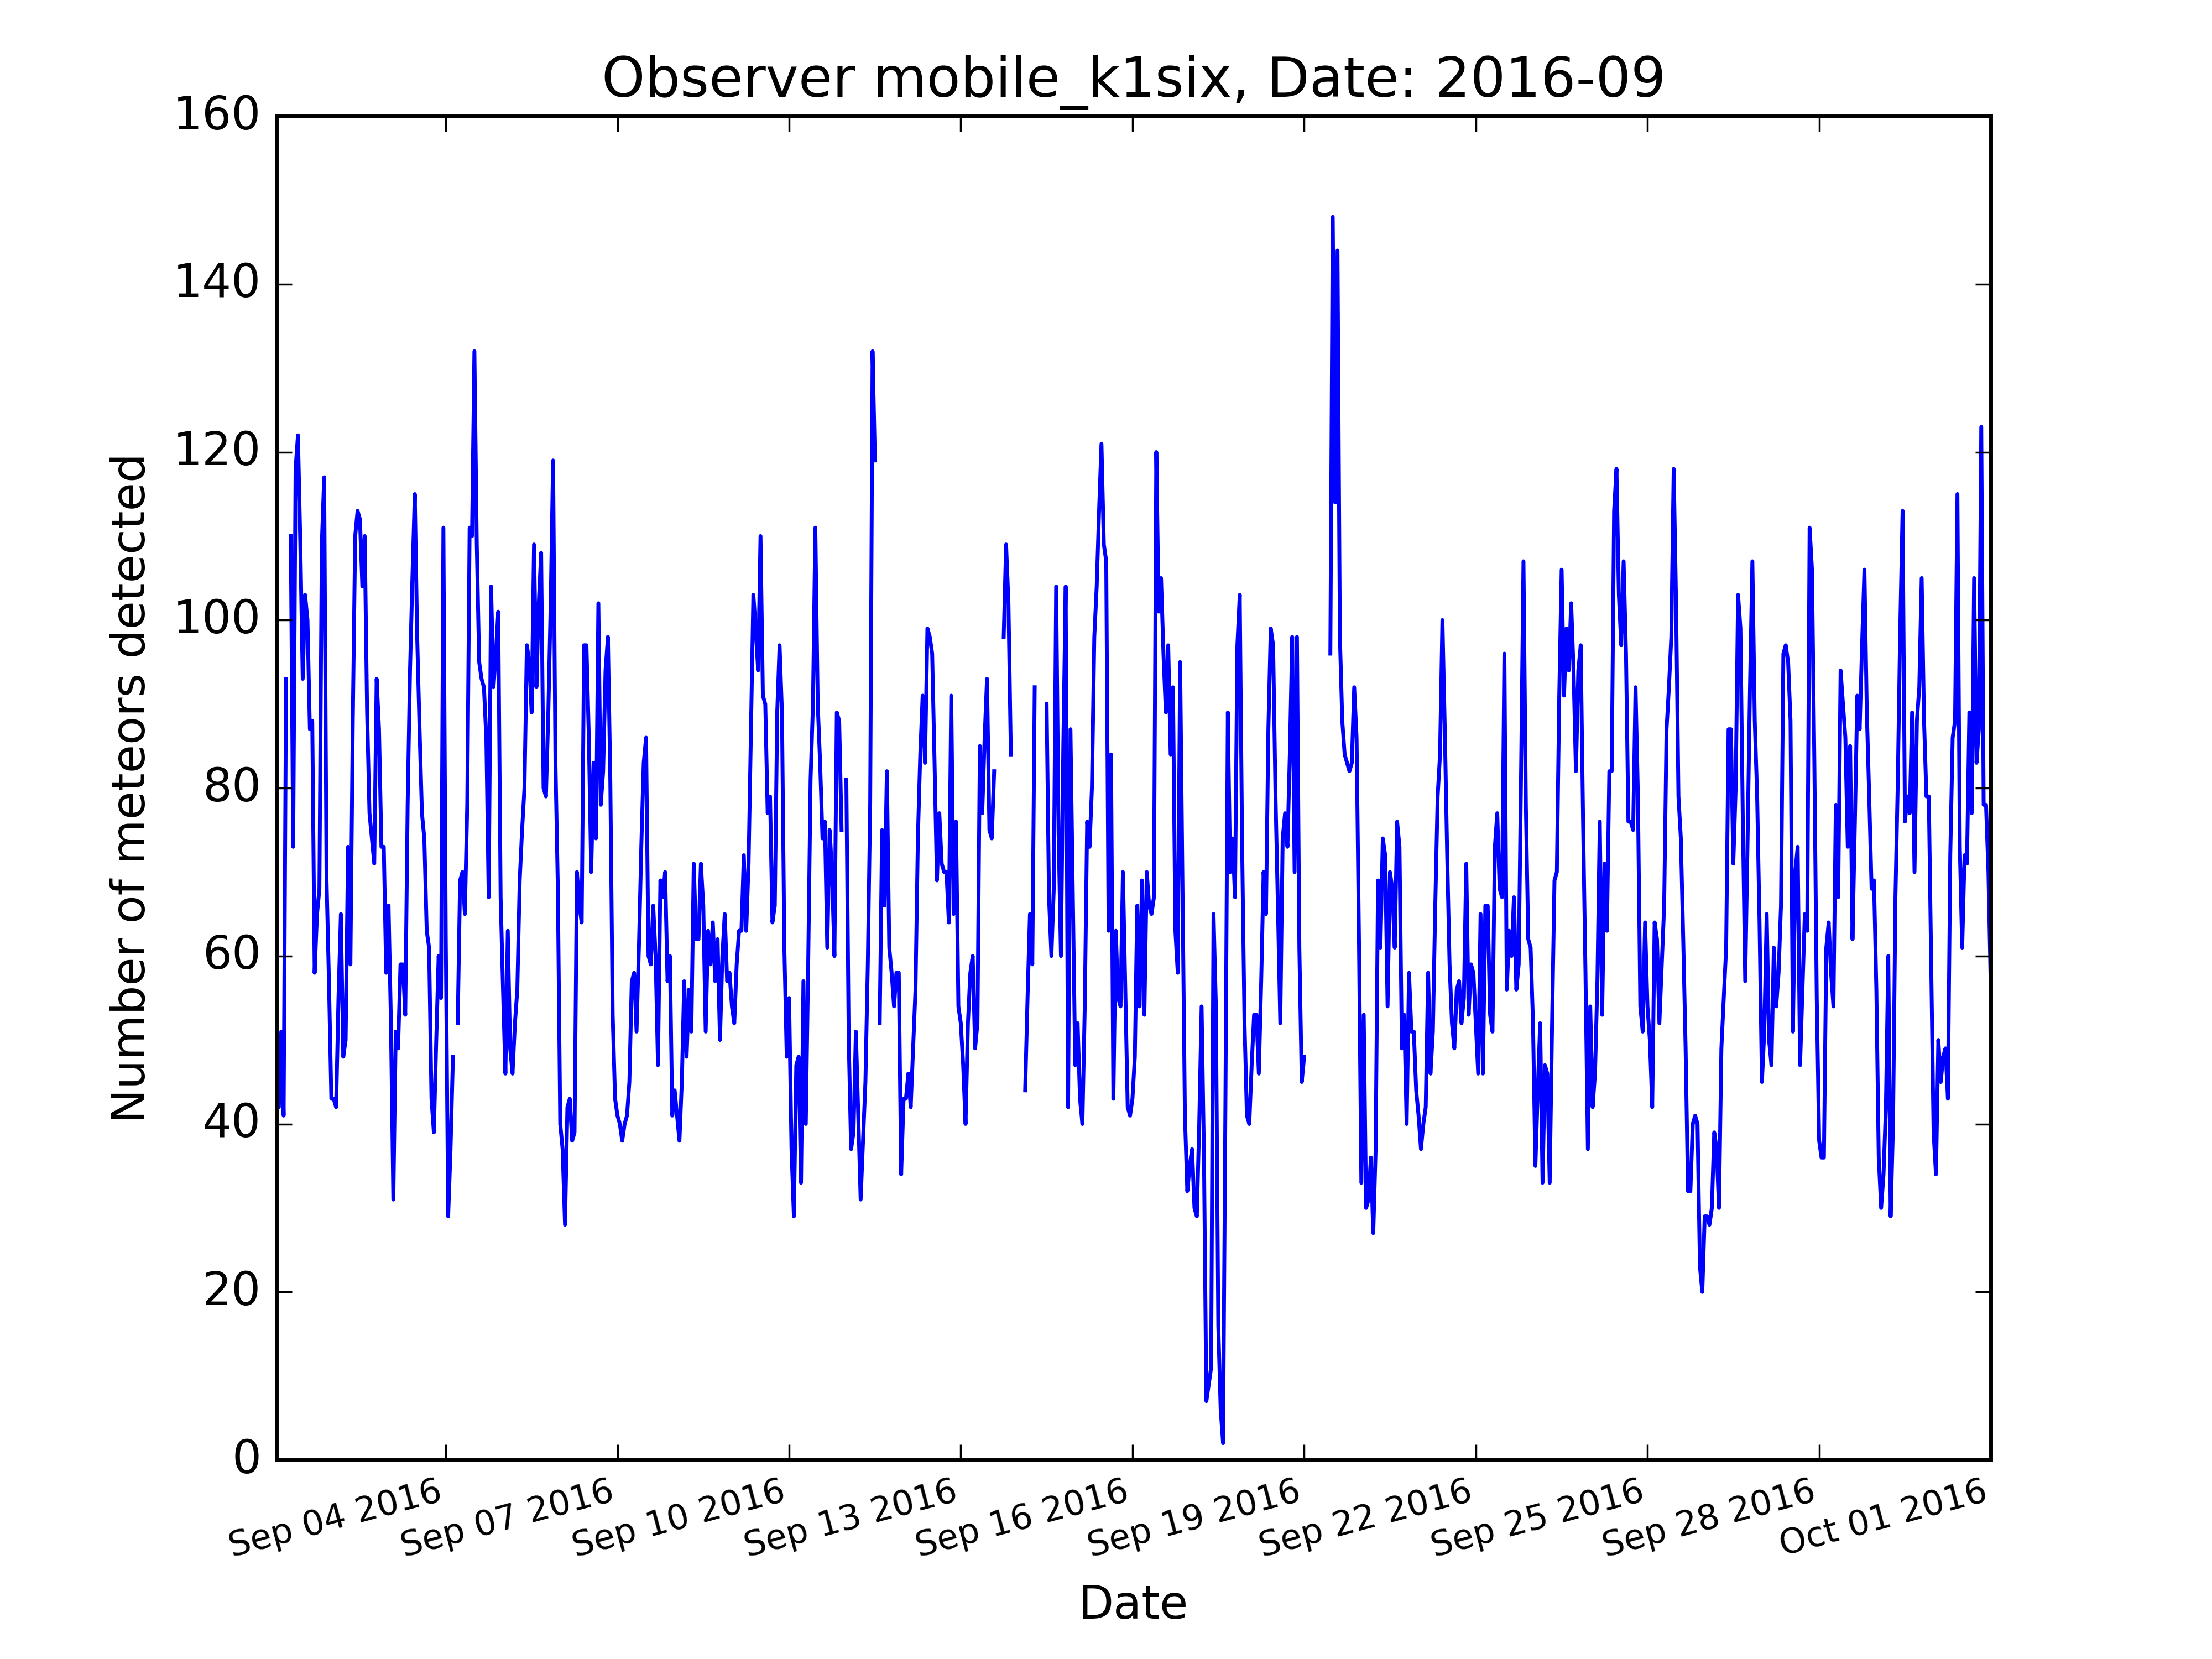 Observer mobile_k1six, Date: 2016-09
160
140
120
100
80
60
40
20
0
Number of meteors detected
Sep 04 2016
Sep 07 2016
Sep 10 2016
Sep 13 2016
Sep 16 2016
Sep 19 2016
Sep 22 2016
Sep 25 2016
Sep 28 2016
Oct 01 2016
Date